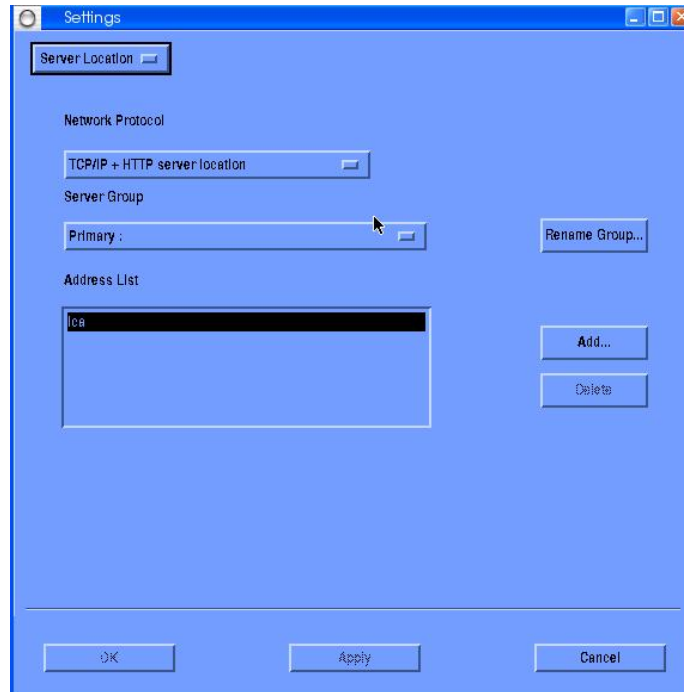 Settings
Server Location
Network Protocol
TCP/IP + HTTP server location
Server Group
Primary :
Rename Group...
Address List
ica
Add...
Delete
OK
Apply
Cancel